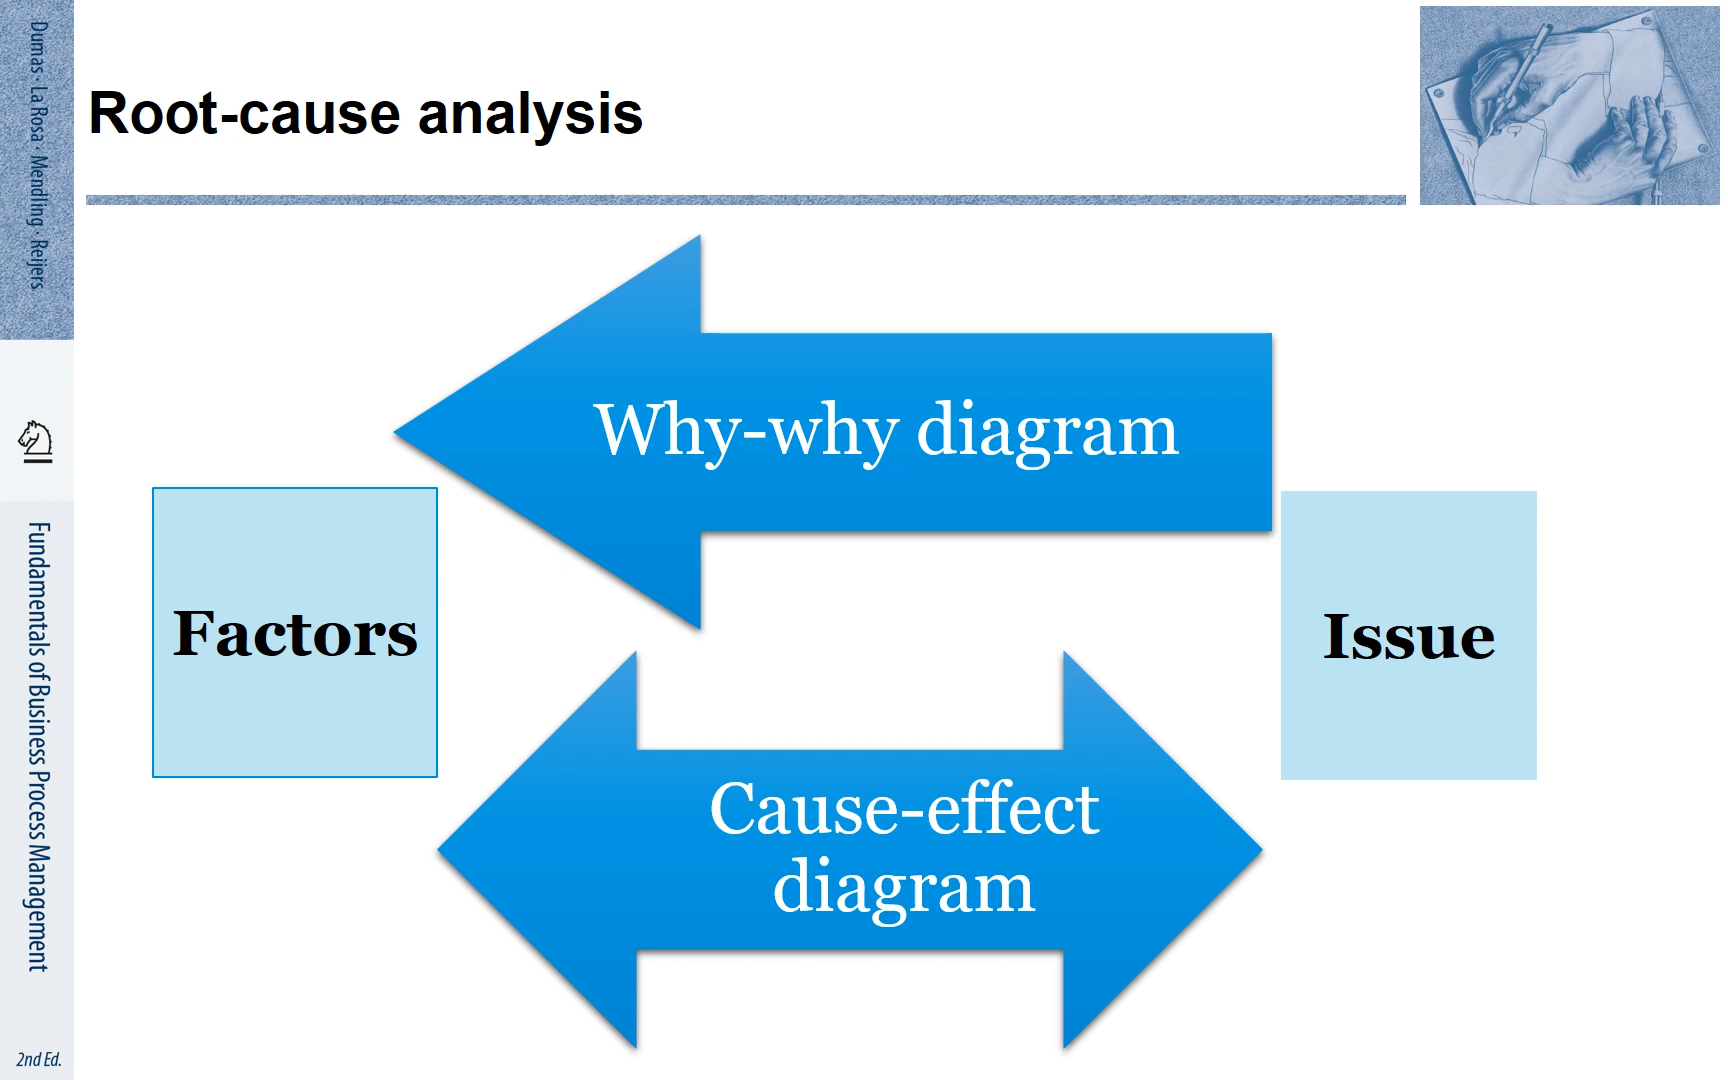 Dumas · La Rosa · Mendling · Reijers
Fundamentals of Business Process Management
2nd Ed.
Root-cause analysis
Why-why diagram
Factors
Issue
Cause-effect
diagram